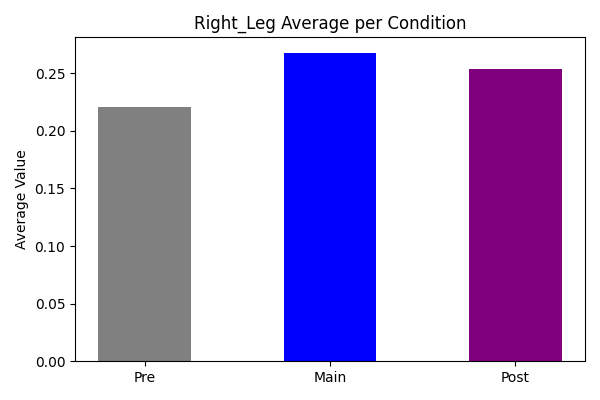 Right_Leg Average per Condition
Average Value
0.25
0.20
0.15
0.10
0.05
0.00
Pre
Main
Post